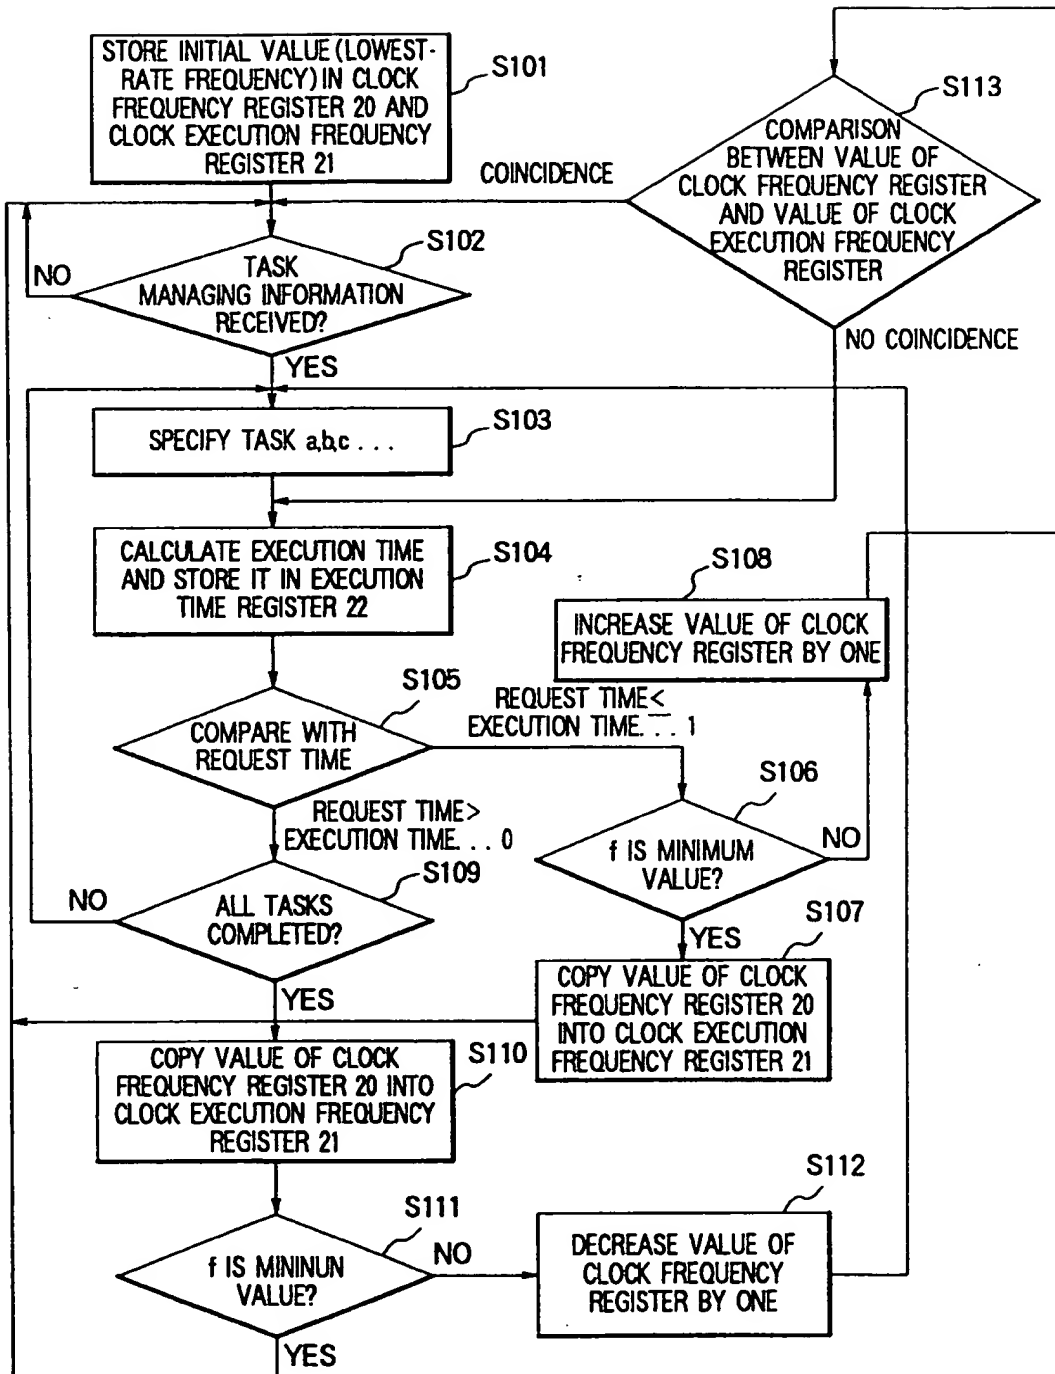 STORE INITIAL VALUE (LOWEST-
RATE FREQUENCY) IN CLOCK
FREQUENCY REGISTER 20 AND
CLOCK EXECUTION FREQUENCY
REGISTER 21
S101
S113
COMPARISON
BETWEEN VALUE OF
CLOCK FREQUENCY REGISTER
AND VALUE OF CLOCK
EXECUTION FREQUENCY
REGISTER
COINCIDENCE
NO COINCIDENCE
S102
TASK
MANAGING INFORMATION
RECEIVED?
NO
YES
S103
SPECIFY TASK a,b,c . . .
S104
CALCULATE EXECUTION TIME
AND STORE IT IN EXECUTION
TIME REGISTER 22
S108
INCREASE VALUE OF CLOCK
FREQUENCY REGISTER BY ONE
S105
COMPARE WITH
REQUEST TIME
REQUEST TIME<
EXECUTION TIME. . . 1
REQUEST TIME>
EXECUTION TIME. . . 0
S106
f IS MINIMUM
VALUE?
NO
YES
S109
ALL TASKS
COMPLETED?
NO
YES
S107
COPY VALUE OF CLOCK
FREQUENCY REGISTER 20
INTO CLOCK EXECUTION
FREQUENCY REGISTER 21
S110
COPY VALUE OF CLOCK
FREQUENCY REGISTER 20 INTO
CLOCK EXECUTION FREQUENCY
REGISTER 21
S111
f IS MININUN
VALUE?
NO
YES
S112
DECREASE VALUE OF
CLOCK FREQUENCY
REGISTER BY ONE